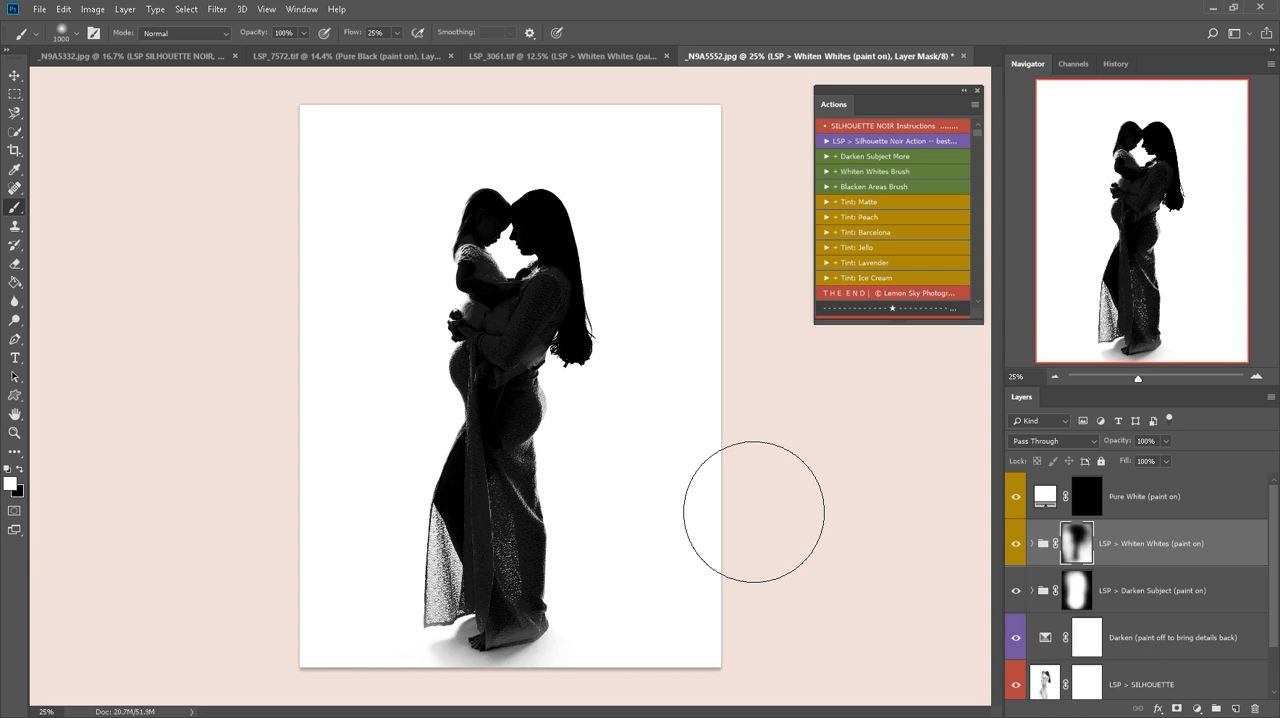 Ps File Edit Image Layer Type Select Filter 3D View Window Help
1000 Mode: Normal Opacity: 100% Flow: 25% Smoothing:
_N9A5332.jpg @ 16.7% (LSP SILHOUETTE NOIR, ... × LSP_7572.tif @ 14.4% (Pure Black (paint on), Lay... × LSP_3061.tif @ 12.5% (LSP > Whiten Whites (pai... × _N9A5552.jpg @ 25% (LSP > Whiten Whites (paint on), Layer Mask/8) * ×
Actions
SILHOUETTE NOIR Instructions ........
LSP > Silhouette Noir Action -- best...
÷ Darken Subject More
÷ Whiten Whites Brush
÷ Blacken Areas Brush
÷ Tint: Matte
÷ Tint: Peach
÷ Tint: Barcelona
÷ Tint: Jello
÷ Tint: Lavender
÷ Tint: Ice Cream
T H E E N D | © Lemon Sky Photogr...
- - - - - - - - - - ★ - - - - - - - - - - ...
Navigator Channels History
25%
Layers
Kind
Pass Through Opacity: 100%
Lock: Fill: 100%
Pure White (paint on)
LSP > Whiten Whites (paint on)
LSP > Darken Subject (paint on)
Darken (paint off to bring details back)
LSP > SILHOUETTE
fx
25% Doc: 20.7M/51.9M